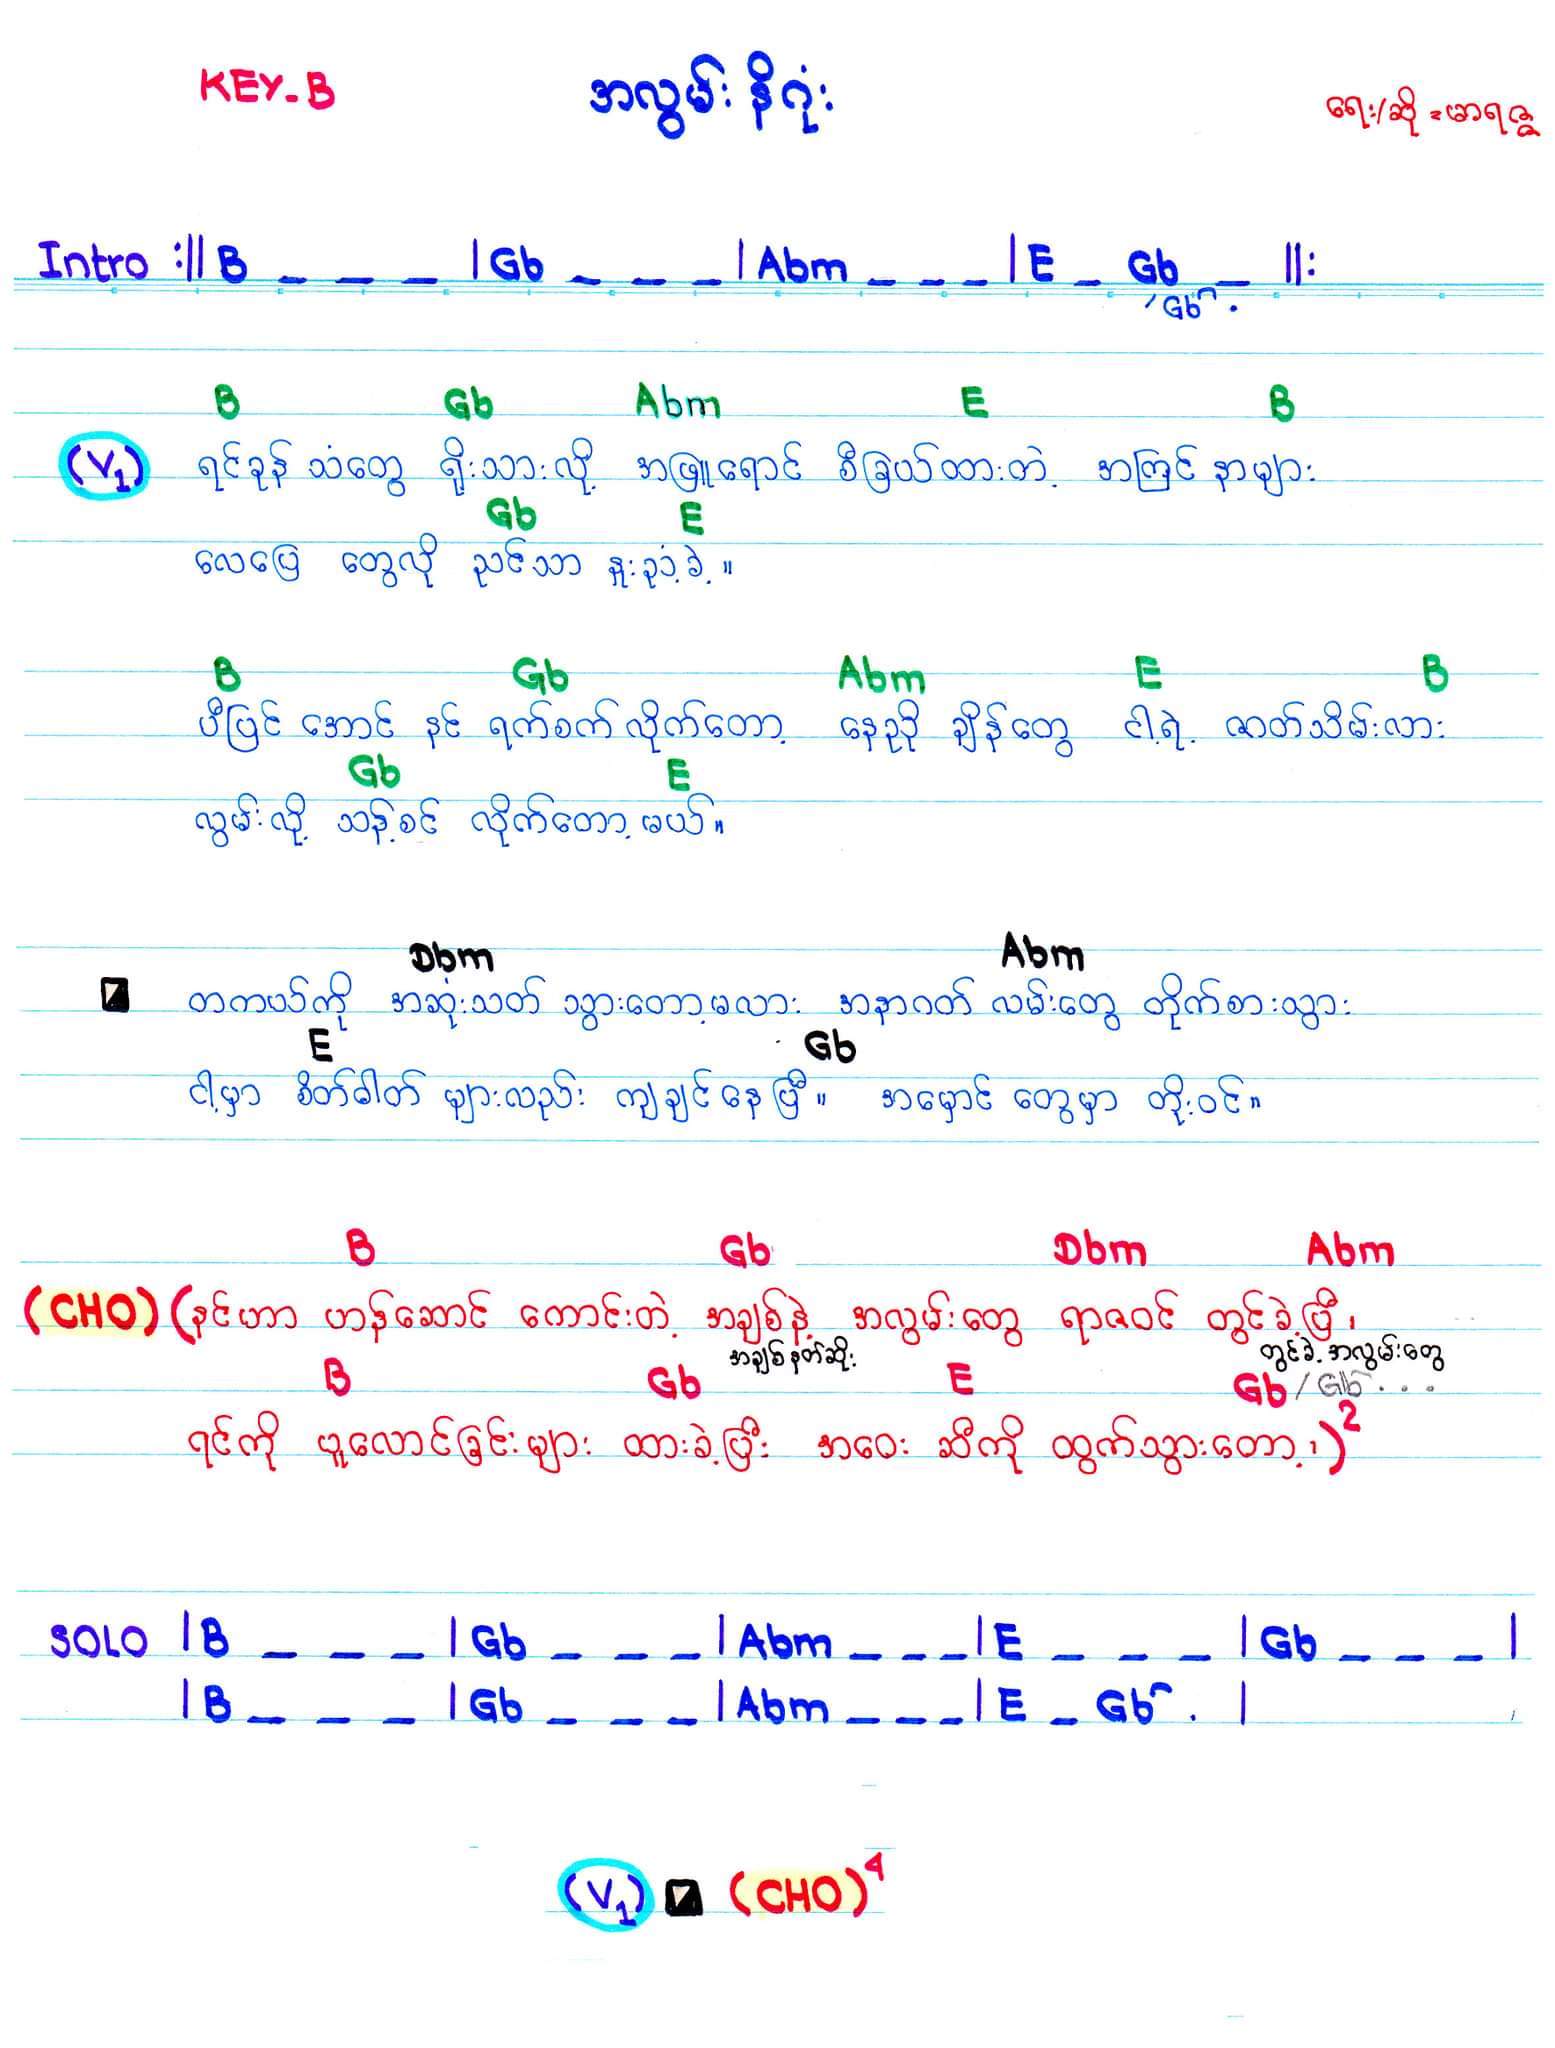 KEY-B အလွမ်းနိဂုံး ရေး/ဆို =
Intro :|| B _ _ _ | Gb _ _ _ | Abm _ _ _ | E _ Gb _ ||:
Gb
B Gb Abm E B
(V1) ရင်ခုန်သံတွေ ရိုးသားလို့ အဖြူရောင် စီခြယ်ထားတဲ့ အကြင်နာများ
Gb E
လေပြေ တွေလို ညင်သာ နူးညံ့ခဲ့။
B Gb Abm E B
ပီပြင် အောင် နင် ရက်စက်လိုက်တော့ နေ့ညမို့ ချိန်တွေ ငါ့ရဲ့ ဇာတ်သိမ်းလား
Gb E
လွမ်းလို့ သန့်စင် လိုက်တော့မယ်။
Dbm Abm
တကယ်ကို အဆုံးသတ် သွားတော့မလား အနာဂတ် လမ်းတွေ တိုက်စားသွား
E Gb
ငါ့မှာ စိတ်ဓါတ် များလည်း ကျချင်နေပြီ။ အမှောင် တွေမှာ တိုးဝင်။
B Gb Dbm Abm
(CHO) (နင်ဟာ ဟန်ဆောင် ကောင်းတဲ့ အချစ်နဲ့ အလွမ်းတွေ ရာဇဝင် တွင်ခဲ့ပြီ၊
အချစ်နတ်ဆိုး တွင်ခဲ့ အလွမ်းတွေ
B Gb E Gb / Gb . . .
ရင်ကို ပူလောင်ခြင်းများ ထားခဲ့ပြီး အဝေး ဆီကို ထွက်သွားတော့၊)2
SOLO | B _ _ _ | Gb _ _ _ | Abm _ _ _ | E _ _ _ | Gb _ _ _ |
| B _ _ _ | Gb _ _ _ | Abm _ _ _ | E _ Gb . |
(V1) (CHO)4